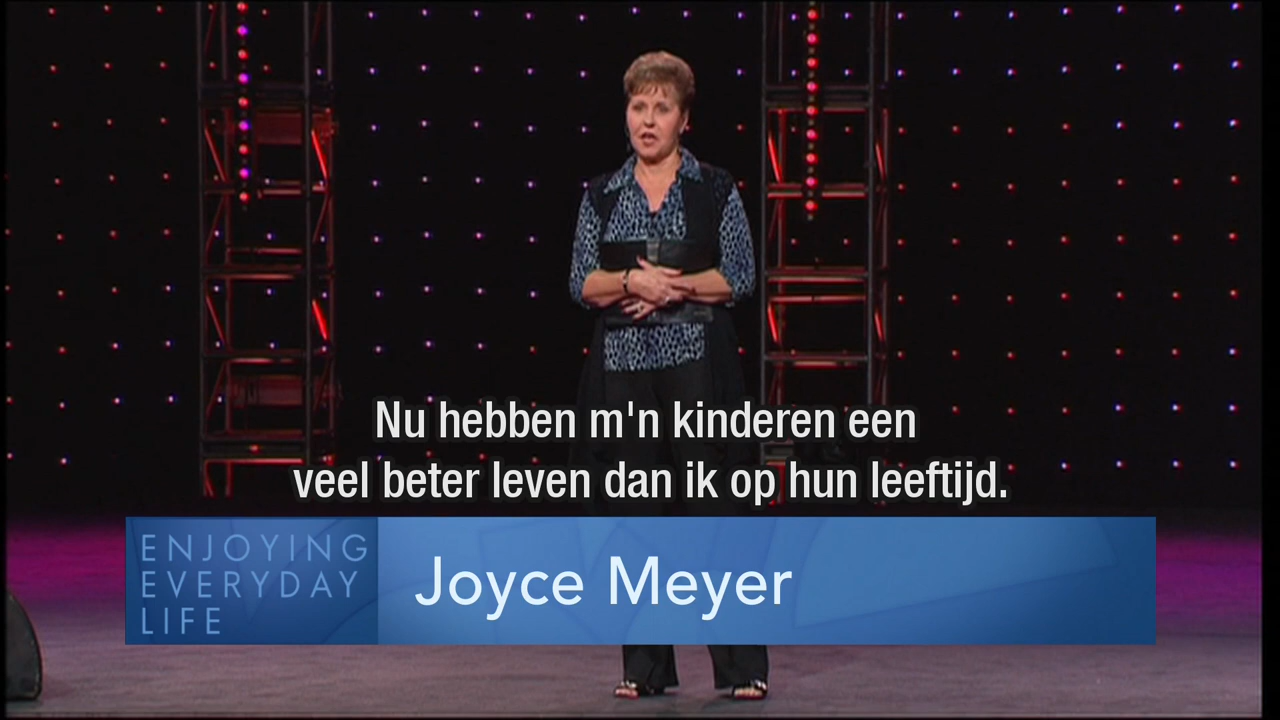 Nu hebben m'n kinderen een
veel beter leven dan ik op hun leeftijd.
ENJOYING
EVERYDAY
LIFE
Joyce Meyer